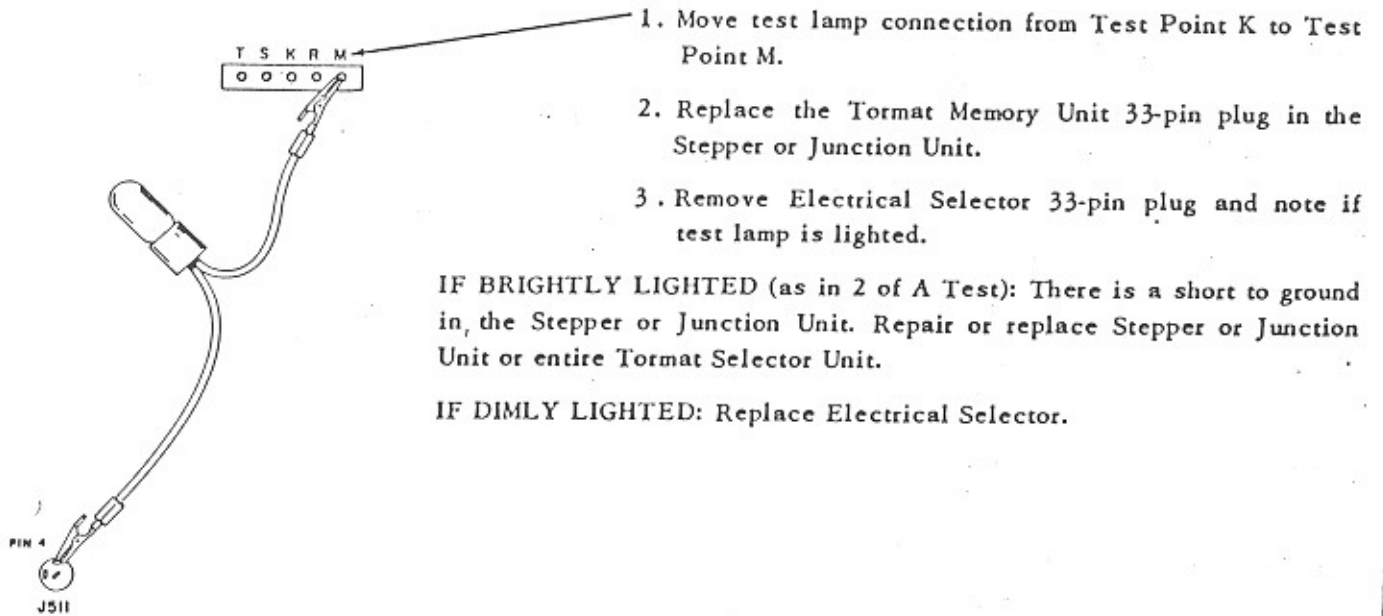 1. Move test lamp connection from Test Point K to Test
Point M.
T S K R M
2. Replace the Tormat Memory Unit 33-pin plug in the
Stepper or Junction Unit.
3. Remove Electrical Selector 33-pin plug and note if
test lamp is lighted.
IF BRIGHTLY LIGHTED (as in 2 of A Test): There is a short to ground
in, the Stepper or Junction Unit. Repair or replace Stepper or Junction
Unit or entire Tormat Selector Unit.
IF DIMLY LIGHTED: Replace Electrical Selector.
PIN 4
J511